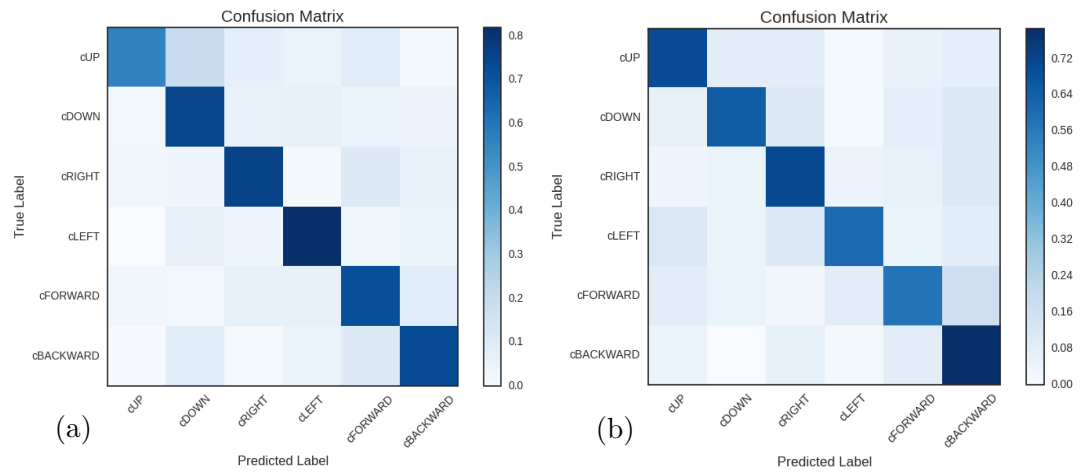 Confusion Matrix
cUP
cDOWN
cRIGHT
cLEFT
cFORWARD
cBACKWARD
True Label
0.8
0.7
0.6
0.5
0.4
0.3
0.2
0.1
0.0
cUP
cDOWN
cRIGHT
cLEFT
cFORWARD
cBACKWARD
Predicted Label
(a)
Confusion Matrix
cUP
cDOWN
cRIGHT
cLEFT
cFORWARD
cBACKWARD
True Label
0.72
0.64
0.56
0.48
0.40
0.32
0.24
0.16
0.08
0.00
cUP
cDOWN
cRIGHT
cLEFT
cFORWARD
cBACKWARD
Predicted Label
(b)